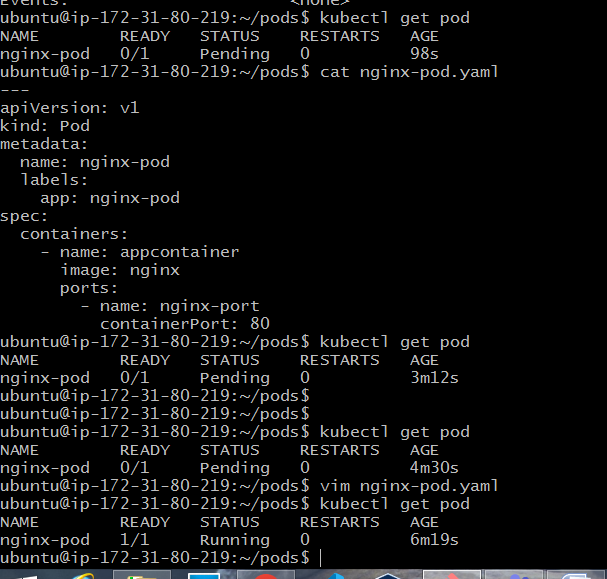 Events: <none>
ubuntu@ip-172-31-80-219:~/pods$ kubectl get pod
NAME READY STATUS RESTARTS AGE
nginx-pod 0/1 Pending 0 98s
ubuntu@ip-172-31-80-219:~/pods$ cat nginx-pod.yaml
---
apiVersion: v1
kind: Pod
metadata:
  name: nginx-pod
  labels:
    app: nginx-pod
spec:
  containers:
    - name: appcontainer
      image: nginx
      ports:
        - name: nginx-port
          containerPort: 80
ubuntu@ip-172-31-80-219:~/pods$ kubectl get pod
NAME READY STATUS RESTARTS AGE
nginx-pod 0/1 Pending 0 3m12s
ubuntu@ip-172-31-80-219:~/pods$
ubuntu@ip-172-31-80-219:~/pods$
ubuntu@ip-172-31-80-219:~/pods$ kubectl get pod
NAME READY STATUS RESTARTS AGE
nginx-pod 0/1 Pending 0 4m30s
ubuntu@ip-172-31-80-219:~/pods$ vim nginx-pod.yaml
ubuntu@ip-172-31-80-219:~/pods$ kubectl get pod
NAME READY STATUS RESTARTS AGE
nginx-pod 1/1 Running 0 6m19s
ubuntu@ip-172-31-80-219:~/pods$